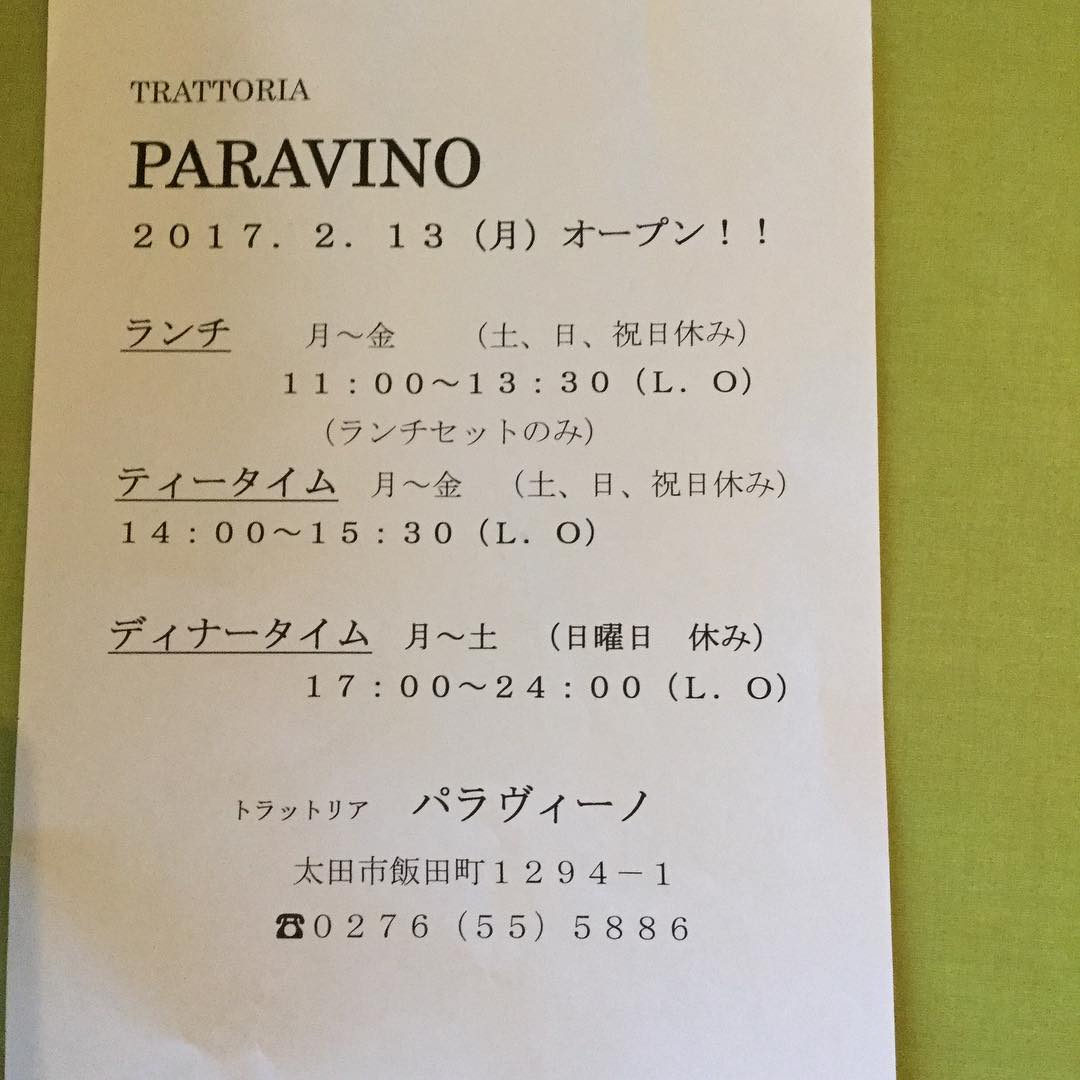 TRATTORIA
PARAVINO
２０１７．２．１３（月）オープン！！
ランチ　月～金　（土、日、祝日休み）
１１：００～１３：３０（Ｌ．Ｏ）
（ランチセットのみ）
ティータイム　月～金　（土、日、祝日休み）
１４：００～１５：３０（Ｌ．Ｏ）
ディナータイム　月～土　（日曜日　休み）
１７：００～２４：００（Ｌ．Ｏ）
トラットリア　パラヴィーノ
太田市飯田町１２９４－１
☎０２７６（５５）５８８６